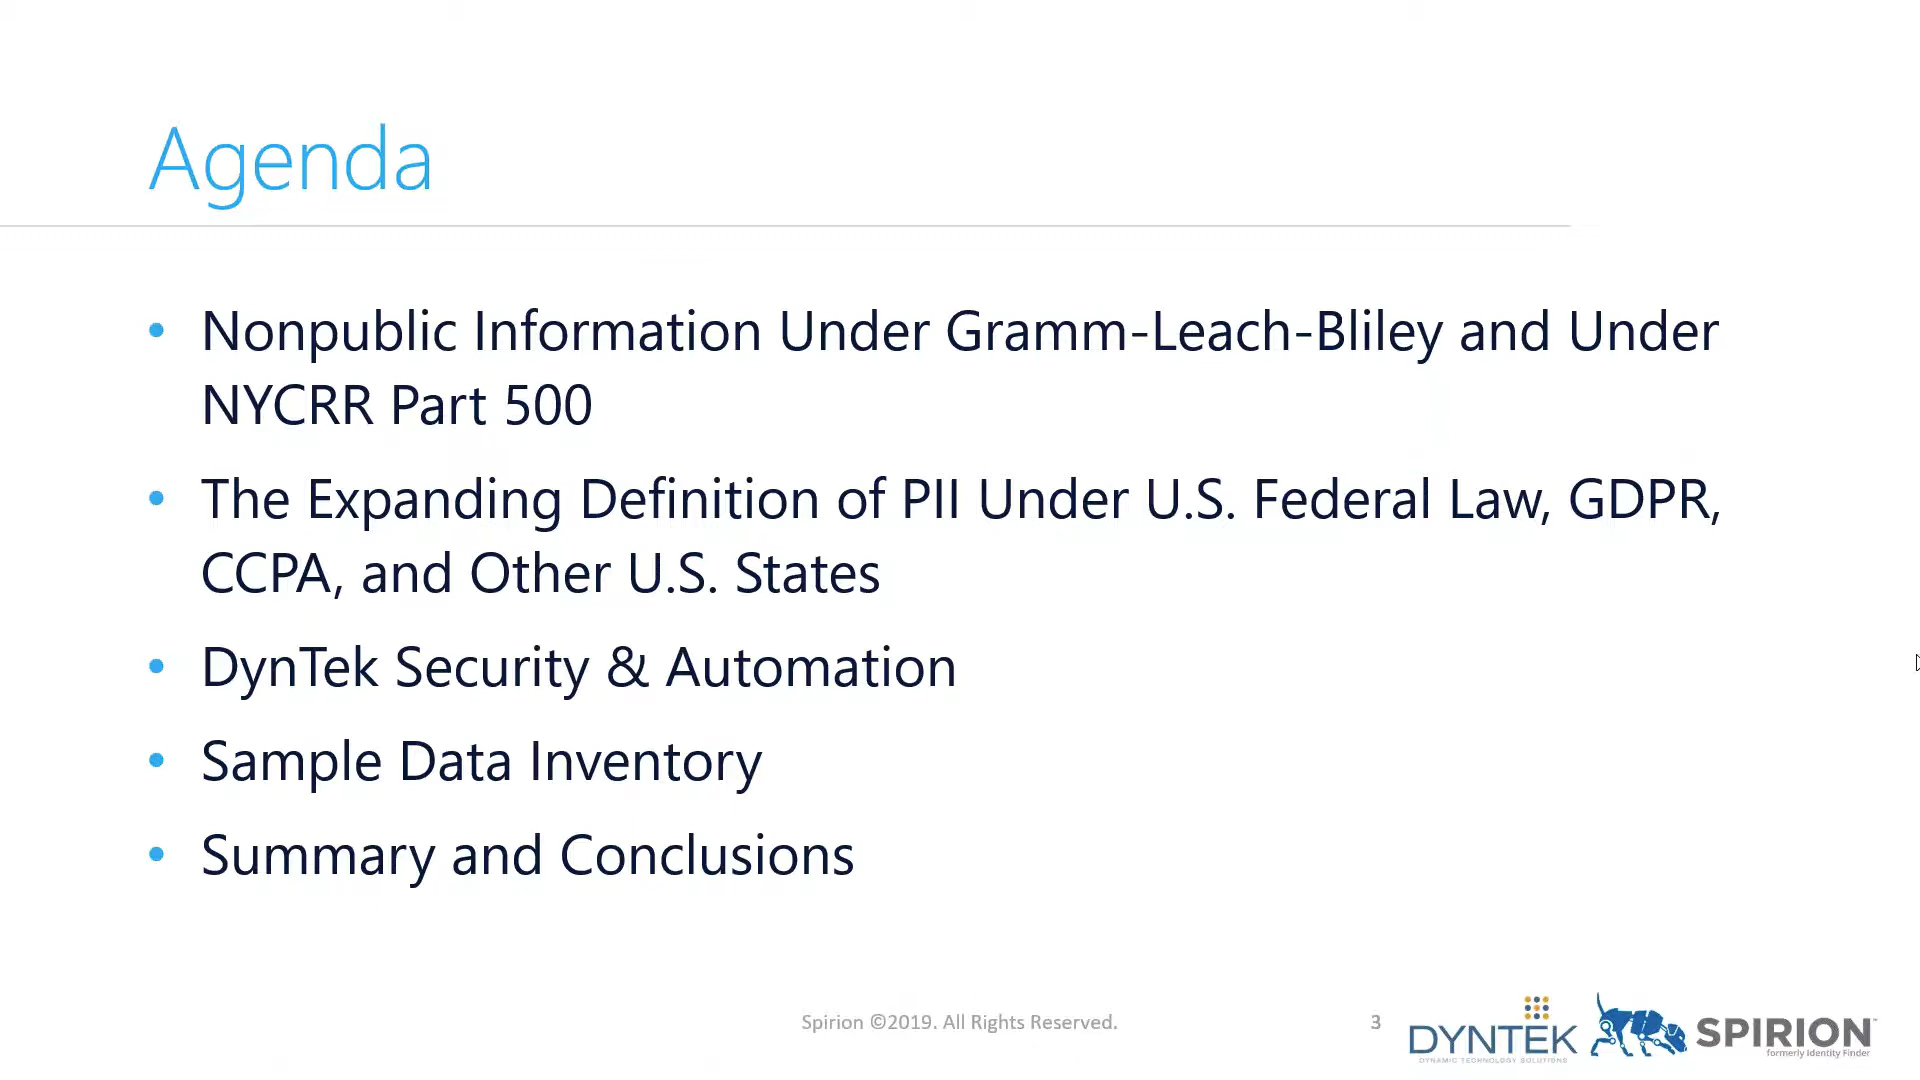 Agenda
• Nonpublic Information Under Gramm-Leach-Bliley and Under
NYCRR Part 500
• The Expanding Definition of PII Under U.S. Federal Law, GDPR,
CCPA, and Other U.S. States
• DynTek Security & Automation
• Sample Data Inventory
• Summary and Conclusions
Spirion ©2019. All Rights Reserved.
3
DYNTEK
DYNAMIC TECHNOLOGY SOLUTIONS
SPIRION™
formerly Identity Finder